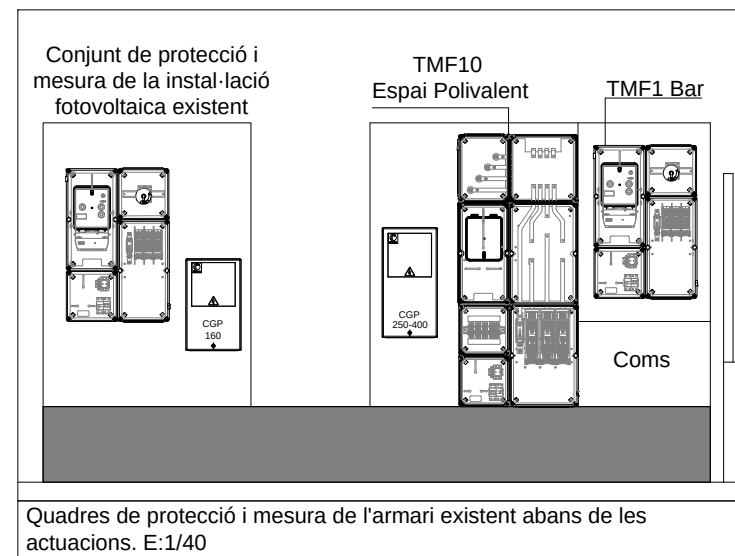 Conjunt de protecció i
mesura de la instal·lació
fotovoltaica existent
TMF10
Espai Polivalent
TMF1 Bar
CGP
160
CGP
250-400
Coms
Quadres de protecció i mesura de l'armari existent abans de les
actuacions. E:1/40